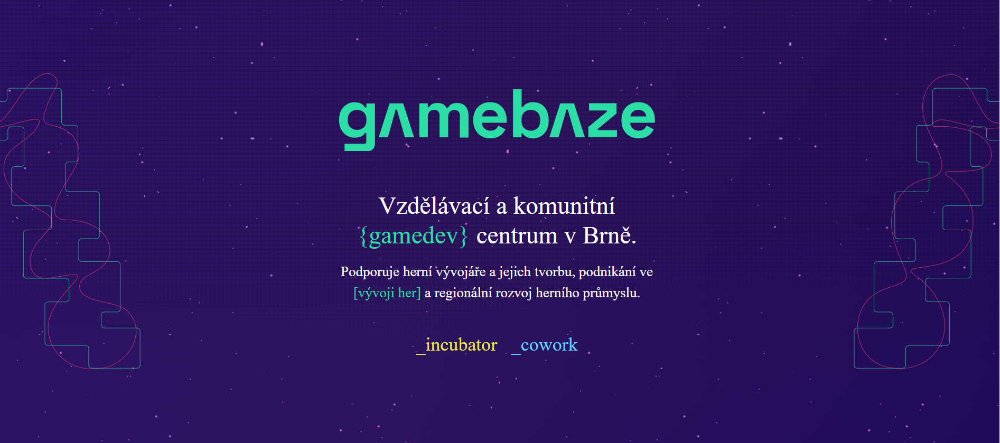 gamebaze
Vzdělávací a komunitní
{gamedev} centrum v Brně.
Podporuje herní vývojáře a jejich tvorbu, podnikání ve
[vývoji her] a regionální rozvoj herního průmyslu.
_incubator _cowork